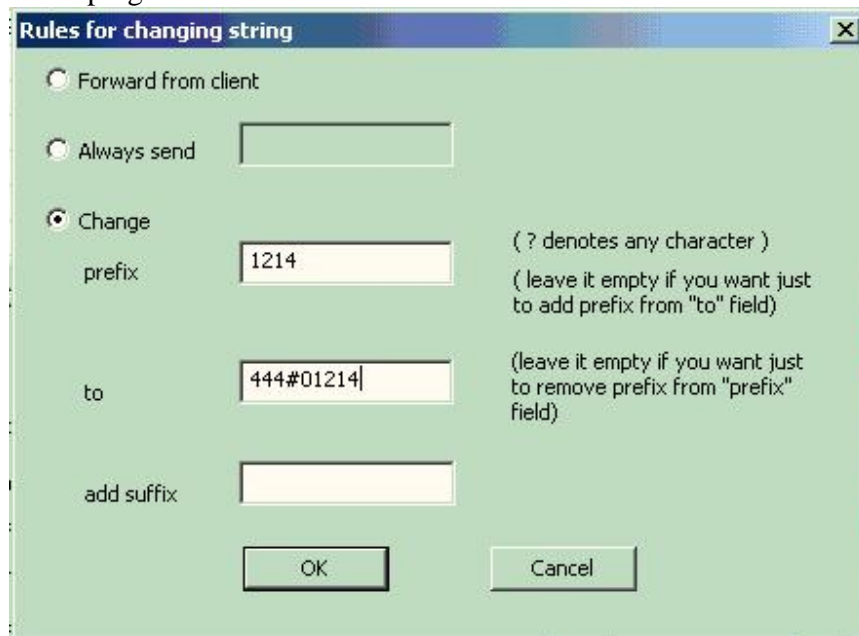 Rules for changing string
Forward from client
Always send
Change
( ? denotes any character )
prefix 1214
( leave it empty if you want just
to add prefix from "to" field)
(leave it empty if you want just
to 444#01214
to remove prefix from "prefix"
field)
add suffix
OK Cancel